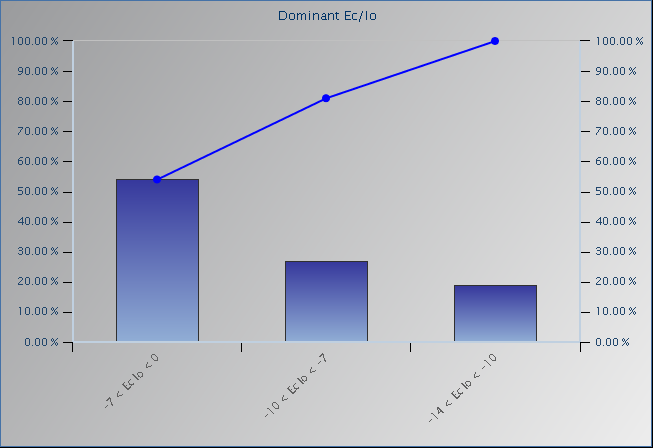 Dominant Ec/Io
100.00 % 100.00 %
90.00 % 90.00 %
80.00 % 80.00 %
70.00 % 70.00 %
60.00 % 60.00 %
50.00 % 50.00 %
40.00 % 40.00 %
30.00 % 30.00 %
20.00 % 20.00 %
10.00 % 10.00 %
0.00 % 0.00 %
-7 < Ec Io < 0
-10 < Ec Io < -7
-14 < Ec Io < -10